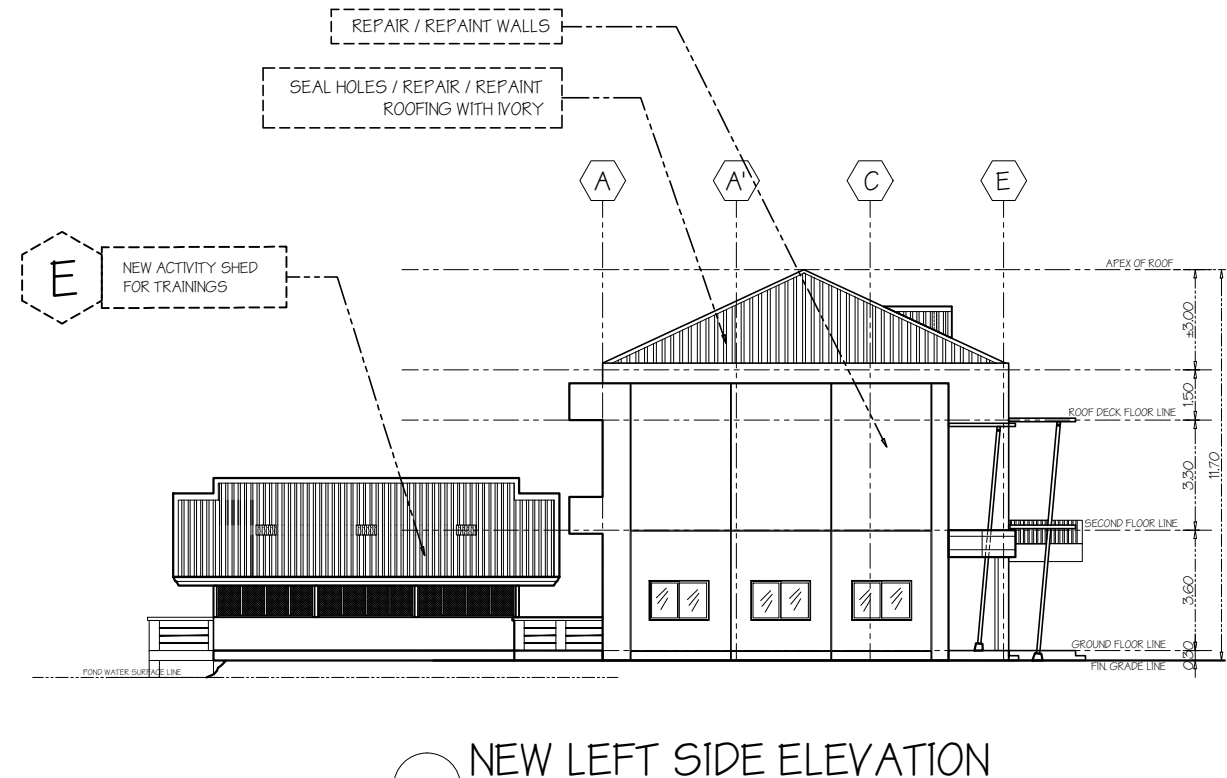 REPAIR / REPAINT WALLS
SEAL HOLES / REPAIR / REPAINT
ROOFING WITH IVORY
A
A'
C
E
E
NEW ACTIVITY SHED
FOR TRAININGS
APEX OF ROOF
±3.00
1.50
ROOF DECK FLOOR LINE
3.30
11.70
SECOND FLOOR LINE
3.60
GROUND FLOOR LINE
0.30
FIN GRADE LINE
POND WATER SURFACE LINE
NEW LEFT SIDE ELEVATION